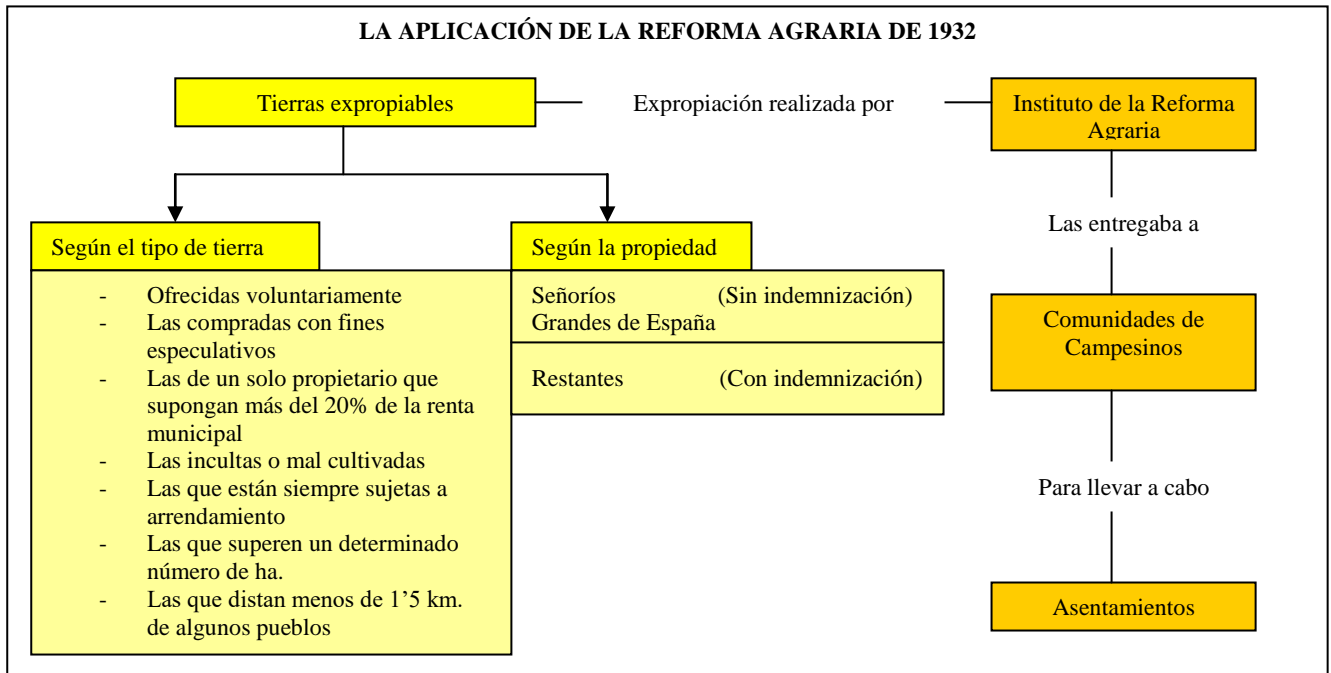 LA APLICACIÓN DE LA REFORMA AGRARIA DE 1932
Tierras expropiables
Expropiación realizada por
Instituto de la Reforma
Agraria
Las entregaba a
Según el tipo de tierra
- Ofrecidas voluntariamente
- Las compradas con fines
especulativos
- Las de un solo propietario que
supongan más del 20% de la renta
municipal
- Las incultas o mal cultivadas
- Las que están siempre sujetas a
arrendamiento
- Las que superen un determinado
número de ha.
- Las que distan menos de 1’5 km.
de algunos pueblos
Según la propiedad
Señoríos (Sin indemnización)
Grandes de España
Restantes (Con indemnización)
Comunidades de
Campesinos
Para llevar a cabo
Asentamientos